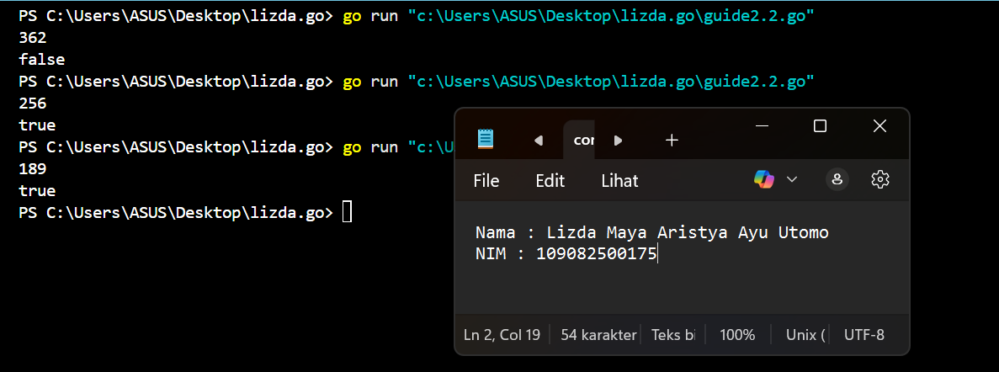 PS C:\Users\ASUS\Desktop\lizda.go> go run "c:\Users\ASUS\Desktop\lizda.go\guide2.2.go"
362
false
PS C:\Users\ASUS\Desktop\lizda.go> go run "c:\Users\ASUS\Desktop\lizda.go\guide2.2.go"
256
true
PS C:\Users\ASUS\Desktop\lizda.go> go run "c:\U
189
true
PS C:\Users\ASUS\Desktop\lizda.go>
cor
File Edit Lihat
Nama : Lizda Maya Aristya Ayu Utomo
NIM : 109082500175
Ln 2, Col 19 54 karakter Teks bi 100% Unix ( UTF-8